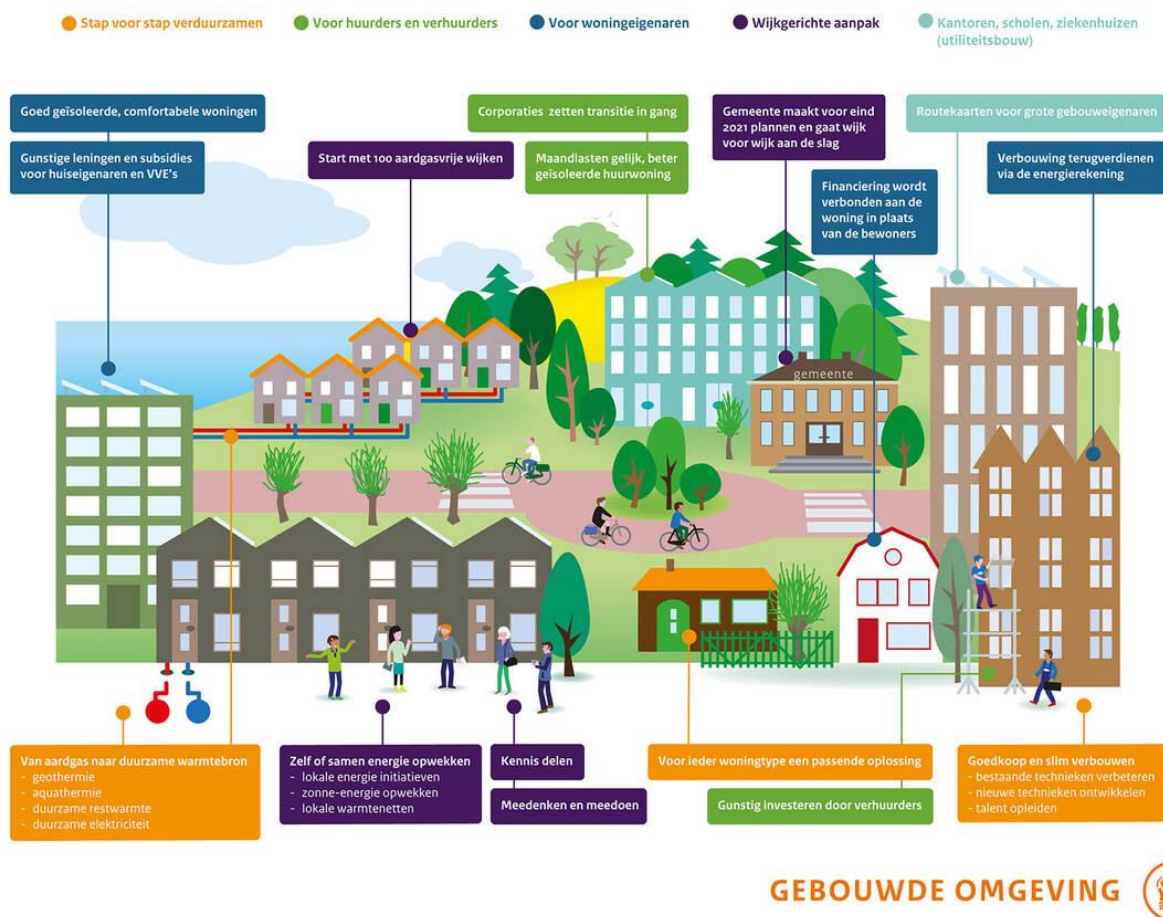 Stap voor stap verduurzamen
Voor huurders en verhuurders
Voor woningeigenaren
Wijkgerichte aanpak
Kantoren, scholen, ziekenhuizen
(utiliteitsbouw)
Goed geïsoleerde, comfortabele woningen
Gunstige leningen en subsidies
voor huiseigenaren en VVE's
Start met 100 aardgasvrije wijken
Corporaties zetten transitie in gang
Maandlasten gelijk, beter
geïsoleerde huurwoning
Gemeente maakt voor eind
2021 plannen en gaat wijk
voor wijk aan de slag
Financiering wordt
verbonden aan de
woning in plaats
van de bewoners
Routekaarten voor grote gebouweigenaren
Verbouwing terugverdienen
via de energierekening
gemeente
Van aardgas naar duurzame warmtebron
- geothermie
- aquathermie
- duurzame restwarmte
- duurzame elektriciteit
Zelf of samen energie opwekken
- lokale energie initiatieven
- zonne-energie opwekken
- lokale warmtenetten
Kennis delen
Meedenken en meedoen
Voor ieder woningtype een passende oplossing
Gunstig investeren door verhuurders
Goedkoop en slim verbouwen
- bestaande technieken verbeteren
- nieuwe technieken ontwikkelen
- talent opleiden
GEBOUWDE OMGEVING